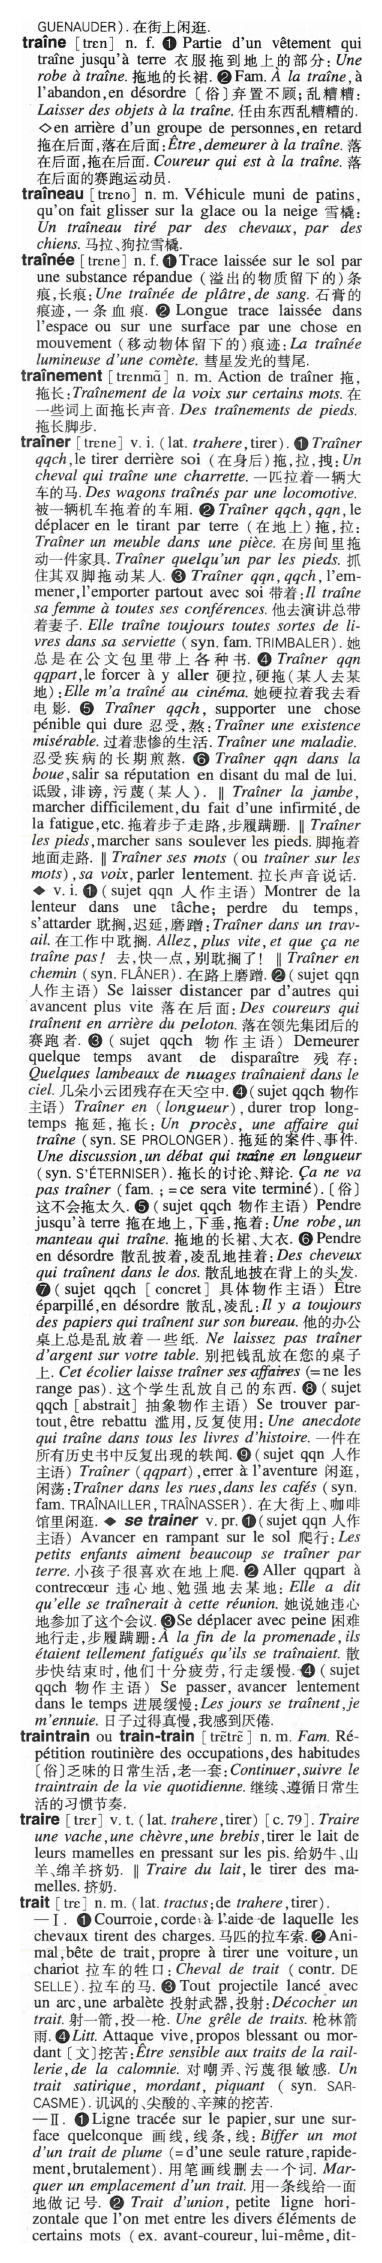 GUENAUDER). 在街上闲逛.
traîne [trɛn] n. f. ❶ Partie d'un vêtement qui
traîne jusqu'à terre 衣服拖到地上的部分: Une
robe à traîne. 拖地的长裙. ❷ Fam. À la traîne, à
l'abandon, en désordre [俗]弃置不顾; 乱糟糟:
Laisser des objets à la traîne. 任由东西乱糟糟的.
◇en arrière d'un groupe de personnes, en retard
拖在后面, 落在后面: Être, demeurer à la traîne. 落
在后面, 拖在后面. Coureur qui est à la traîne. 落
在后面的赛跑运动员.
traîneau [trɛno] n. m. Véhicule muni de patins,
qu'on fait glisser sur la glace ou la neige 雪橇:
Un traîneau tiré par des chevaux, par des
chiens. 马拉、狗拉雪橇.
traînée [trɛne] n. f. ❶ Trace laissée sur le sol par
une substance répandue (溢出的物质留下的)条
痕, 长痕: Une traînée de plâtre, de sang. 石膏的
痕迹, 一条血痕. ❷ Longue trace laissée dans
l'espace ou sur une surface par une chose en
mouvement (移动物体留下的)痕迹: La traînée
lumineuse d'une comète. 彗星发光的彗尾.
traînement [trɛnmɑ̃] n. m. Action de traîner 拖,
拖长: Traînement de la voix sur certains mots. 在
一些词上面拖长声音. Des traînements de pieds.
拖长脚步.
traîner [trɛne] v. i. (lat. trahere, tirer). ❶ Traîner
qqch, le tirer derrière soi (在身后)拖, 拉, 拽: Un
cheval qui traîne une charrette. 一匹拉着一辆大
车的马. Des wagons traînés par une locomotive.
被一辆机车拖着的车厢. ❷ Traîner qqch, qqn, le
déplacer en le tirant par terre (在地上)拖, 拉:
Traîner un meuble dans une pièce. 在房间里拖
动一件家具. Traîner quelqu'un par les pieds. 抓
住其双脚拖动某人. ❸ Traîner qqn, qqch, l'em-
mener, l'emporter partout avec soi 带着: Il traîne
sa femme à toutes ses conférences. 他去演讲总带
着妻子. Elle traîne toujours toutes sortes de li-
vres dans sa serviette (syn. fam. TRIMBALER). 她
总是在公文包里带上各种书. ❹ Traîner qqn
qqpart, le forcer à y aller 硬拉, 硬拖(某人去某
地): Elle m'a traîné au cinéma. 她硬拉着我去看
电影. ❺ Traîner qqch, supporter une chose
pénible qui dure 忍受, 熬: Traîner une existence
misérable. 过着悲惨的生活. Traîner une maladie.
忍受疾病的长期煎熬. ❻ Traîner qqn dans la
boue, salir sa réputation en disant du mal de lui.
诋毁, 诽谤, 污蔑(某人). ‖ Traîner la jambe,
marcher difficilement, du fait d'une infirmité, de
la fatigue, etc. 拖着步子走路, 步履蹒跚. ‖ Traîner
les pieds, marcher sans soulever les pieds. 脚拖着
地面走路. ‖ Traîner ses mots (ou traîner sur les
mots), sa voix, parler lentement. 拉长声音说话.
◆ v. i. ❶ (sujet qqn 人作主语) Montrer de la
lenteur dans une tâche; perdre du temps,
s'attarder 耽搁, 迟延, 磨蹭: Traîner dans un trav-
ail. 在工作中耽搁. Allez, plus vite, et que ça ne
traîne pas! 去, 快一点, 别耽搁了! ‖ Traîner en
chemin (syn. FLÂNER). 在路上磨蹭. ❷ (sujet qqn
人作主语) Se laisser distancer par d'autres qui
avancent plus vite 落在后面: Des coureurs qui
traînent en arrière du peloton. 落在领先集团后的
赛跑者. ❸ (sujet qqch 物作主语) Demeurer
quelque temps avant de disparaître 残存:
Quelques lambeaux de nuages traînaient dans le
ciel. 几朵小云团残存在天空中. ❹ (sujet qqch 物作
主语) Traîner en (longueur), durer trop long-
temps 拖延, 拖长: Un procès, une affaire qui
traîne (syn. SE PROLONGER). 拖延的案件、事件.
Une discussion, un débat qui traîne en longueur
(syn. S'ÉTERNISER). 拖长的讨论、辩论. Ça ne va
pas traîner (fam. ; = ce sera vite terminé). [俗]
这不会拖太久. ❺ (sujet qqch 物作主语) Pendre
jusqu'à terre 拖在地上, 下垂, 拖着: Une robe, un
manteau qui traîne. 拖地的长裙、大衣. ❻ Pendre
en désordre 散乱披着, 凌乱地挂着: Des cheveux
qui traînent dans le dos. 散乱地披在背上的头发.
❼ (sujet qqch [concret] 具体物作主语) Être
éparpillé, en désordre 散乱, 凌乱: Il y a toujours
des papiers qui traînent sur son bureau. 他的办公
桌上总是乱放着一些纸. Ne laissez pas traîner
d'argent sur votre table. 别把钱乱放在您的桌子
上. Cet écolier laisse traîner ses affaires (= ne les
range pas). 这个学生乱放自己的东西. ❽ (sujet
qqch [abstrait] 抽象物作主语) Se trouver par-
tout, être rebattu 滥用, 反复使用: Une anecdote
qui traîne dans tous les livres d'histoire. 一件在
所有历史书中反复出现的轶闻. ❾ (sujet qqn 人作
主语) Traîner (qqpart), errer à l'aventure 闲逛,
闲荡: Traîner dans les rues, dans les cafés (syn.
fam. TRAÎNAILLER, TRAÎNASSER). 在大街上、咖啡
馆里闲逛. ◆ se trainer v. pr. ❶ (sujet qqn 人作
主语) Avancer en rampant sur le sol 爬行: Les
petits enfants aiment beaucoup se traîner par
terre. 小孩子很喜欢在地上爬. ❷ Aller qqpart à
contrecœur 违心地、勉强地去某地: Elle a dit
qu'elle se traînerait à cette réunion. 她说她违心
地参加了这个会议. ❸ Se déplacer avec peine 困难
地行走, 步履蹒跚: À la fin de la promenade, ils
étaient tellement fatigués qu'ils se traînaient. 散
步快结束时, 他们十分疲劳, 行走缓慢. ❹ (sujet
qqch 物作主语) Se passer, avancer lentement
dans le temps 进展缓慢: Les jours se traînent, je
m'ennuie. 日子过得真慢, 我感到厌倦.
traintrain ou train-train [trɛ̃trɛ̃] n. m. Fam. Ré-
pétition routinière des occupations, des habitudes
[俗]乏味的日常生活, 老一套: Continuer, suivre le
traintrain de la vie quotidienne. 继续、遵循日常生
活的习惯节奏.
traire [trɛr] v. t. (lat. trahere, tirer) [c. 79]. Traire
une vache, une chèvre, une brebis, tirer le lait de
leurs mamelles en pressant sur les pis. 给奶牛、山
羊、绵羊挤奶. ‖ Traire du lait, le tirer des ma-
melles. 挤奶.
trait [trɛ] n. m. (lat. tractus; de trahere, tirer).
— I. ❶ Courroie, corde à l'aide de laquelle les
chevaux tirent des charges. 马匹的拉车索. ❷ Ani-
mal, bête de trait, propre à tirer une voiture, un
chariot 拉车的牲口: Cheval de trait (contr. DE
SELLE). 拉车的马. ❸ Tout projectile lancé avec
un arc, une arbalète 投射武器, 投射: Décocher un
trait. 射一箭, 投一枪. Une grêle de traits. 枪林箭
雨. ❹ Litt. Attaque vive, propos blessant ou mor-
dant [文]挖苦: Être sensible aux traits de la rail-
lerie, de la calomnie. 对嘲弄、污蔑很敏感. Un
trait satirique, mordant, piquant (syn. SAR-
CASME). 讥讽的、尖酸的、辛辣的挖苦.
— II. ❶ Ligne tracée sur le papier, sur une sur-
face quelconque 画线, 线条, 线: Biffer un mot
d'un trait de plume (= d'une seule rature, rapide-
ment, brutalement). 用笔画线删去一个词. Mar-
quer un emplacement d'un trait. 用一条线给一面
地做记号. ❷ Trait d'union, petite ligne hori-
zontale que l'on met entre les divers éléments de
certains mots (ex. avant-coureur, lui-même, dit-